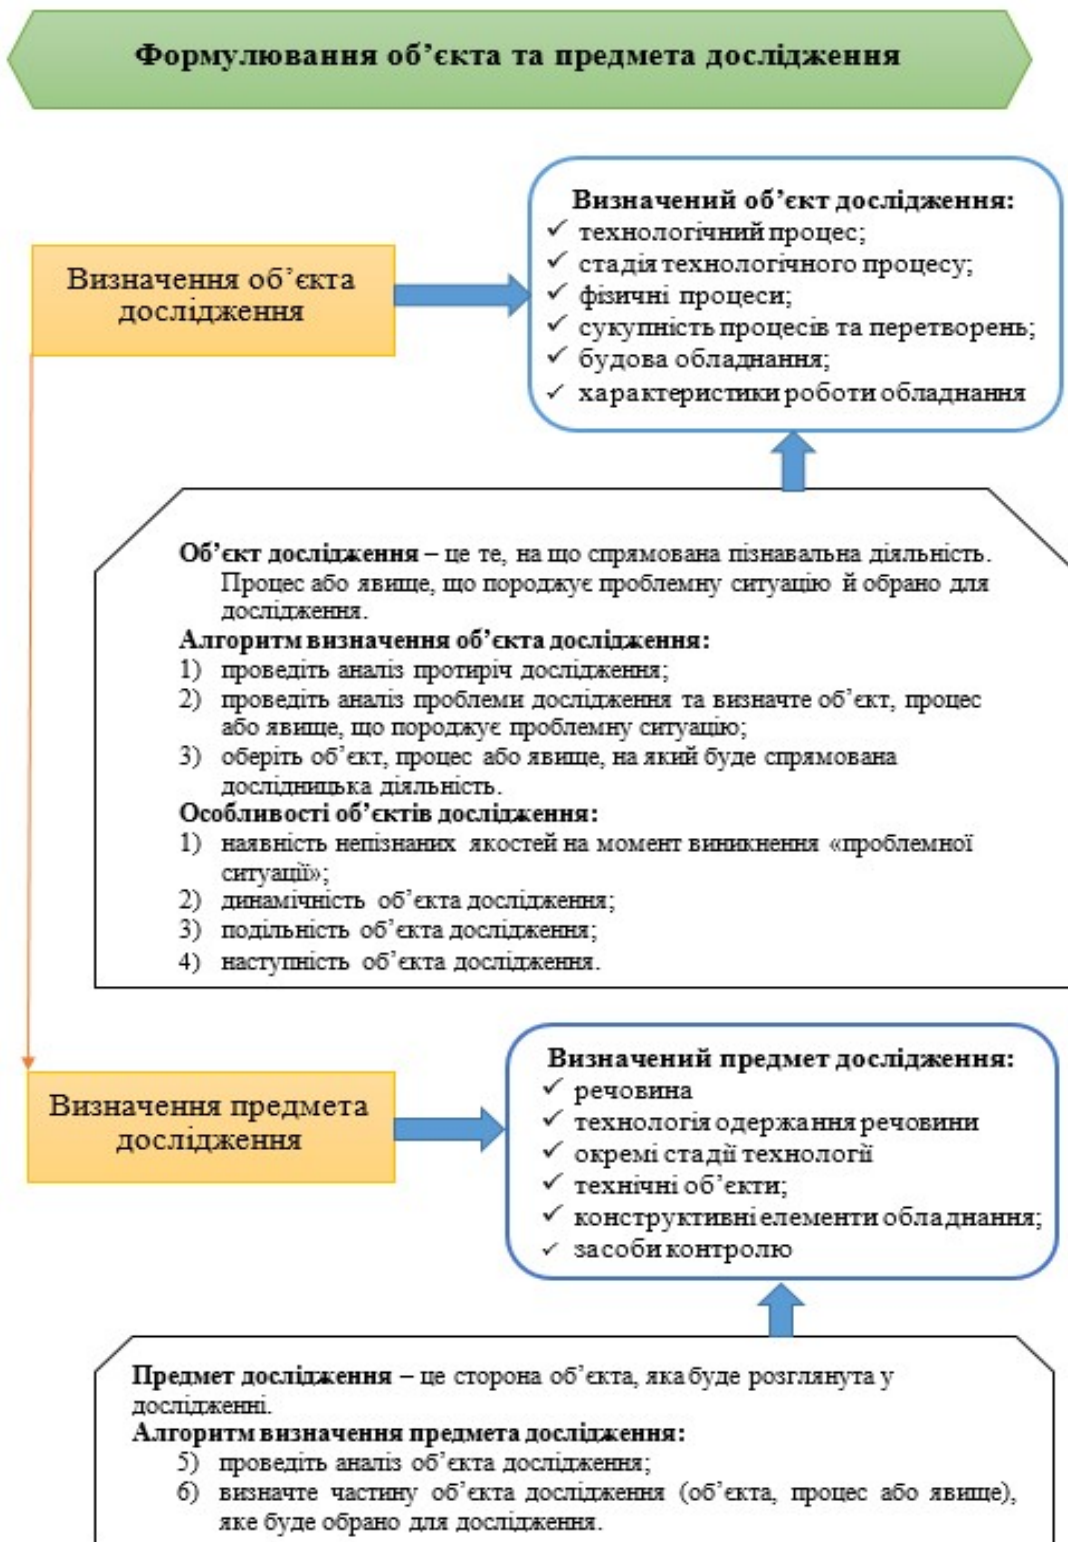 Формулювання об’єкта та предмета дослідження
Визначення об’єкта
дослідження
Визначений об’єкт дослідження:
✓ технологічний процес;
✓ стадія технологічного процесу;
✓ фізичні процеси;
✓ сукупність процесів та перетворень;
✓ будова обладнання;
✓ характеристики роботи обладнання
Об’єкт дослідження – це те, на що спрямована пізнавальна діяльність.
Процес або явище, що породжує проблемну ситуацію й обрано для
дослідження.
Алгоритм визначення об’єкта дослідження:
1) проведіть аналіз протиріч дослідження;
2) проведіть аналіз проблеми дослідження та визначте об’єкт, процес
або явище, що породжує проблемну ситуацію;
3) оберіть об’єкт, процес або явище, на який буде спрямована
дослідницька діяльність.
Особливості об’єктів дослідження:
1) наявність непізнаних якостей на момент виникнення «проблемної
ситуації»;
2) динамічність об’єкта дослідження;
3) подільність об’єкта дослідження;
4) наступність об’єкта дослідження.
Визначення предмета
дослідження
Визначений предмет дослідження:
✓ речовина
✓ технологія одержання речовини
✓ окремі стадії технології
✓ технічні об’єкти;
✓ конструктивні елементи обладнання;
✓ засоби контролю
Предмет дослідження – це сторона об’єкта, яка буде розглянута у
дослідженні.
Алгоритм визначення предмета дослідження:
5) проведіть аналіз об’єкта дослідження;
6) визначте частину об’єкта дослідження (об’єкта, процес або явище),
яке буде обрано для дослідження.